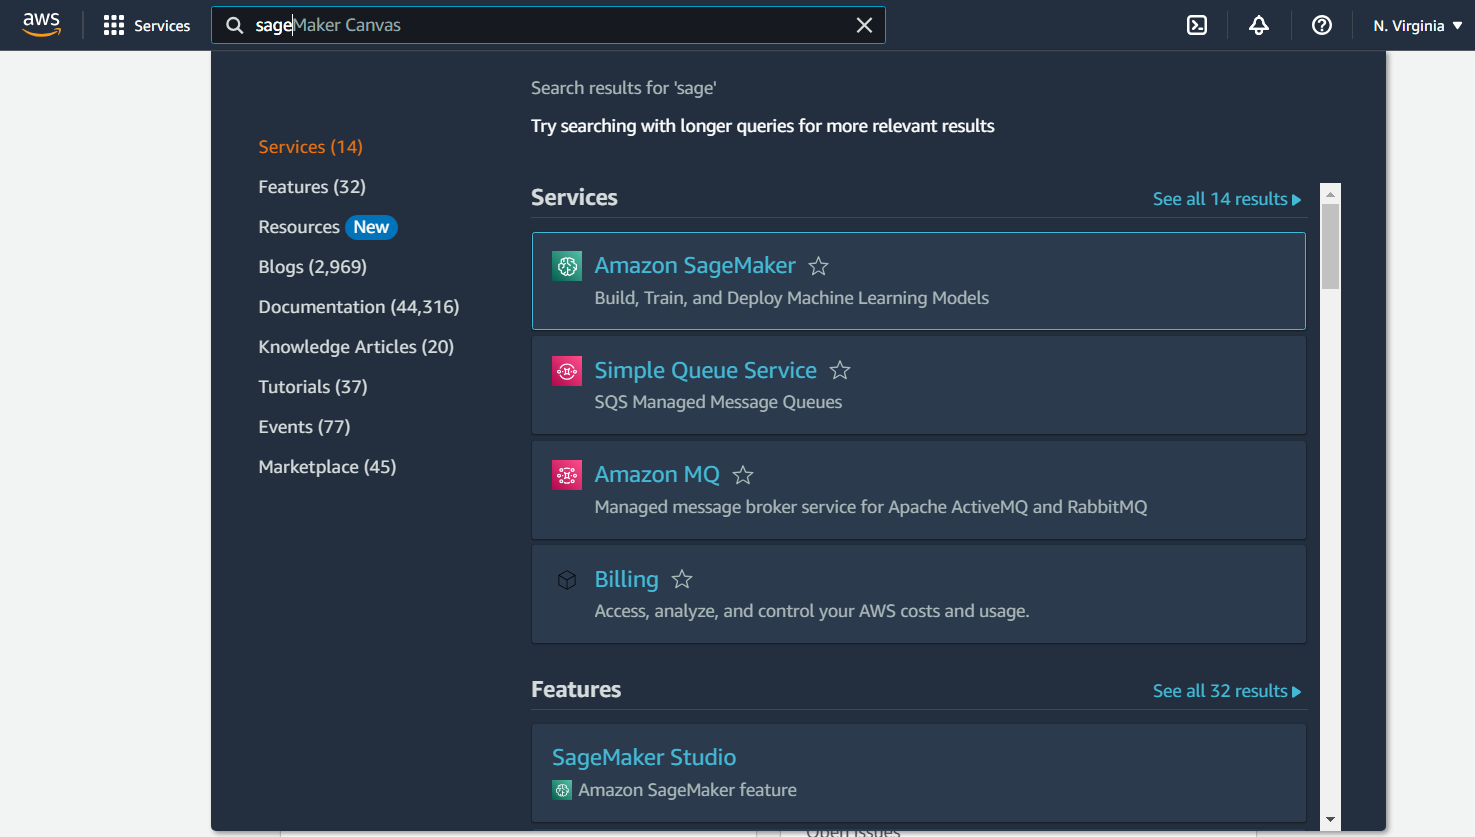 aws
Services
sageMaker Canvas
N. Virginia
Search results for 'sage'
Try searching with longer queries for more relevant results
Services (14)
Features (32)
Resources New
Blogs (2,969)
Documentation (44,316)
Knowledge Articles (20)
Tutorials (37)
Events (77)
Marketplace (45)
Services
See all 14 results
Amazon SageMaker
Build, Train, and Deploy Machine Learning Models
Simple Queue Service
SQS Managed Message Queues
Amazon MQ
Managed message broker service for Apache ActiveMQ and RabbitMQ
Billing
Access, analyze, and control your AWS costs and usage.
Features
See all 32 results
SageMaker Studio
Amazon SageMaker feature
Open issues